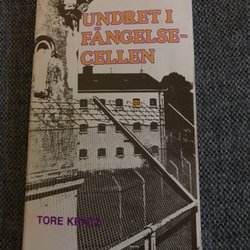 UNDRET I
FÄNGELSE-
CELLEN
TORE